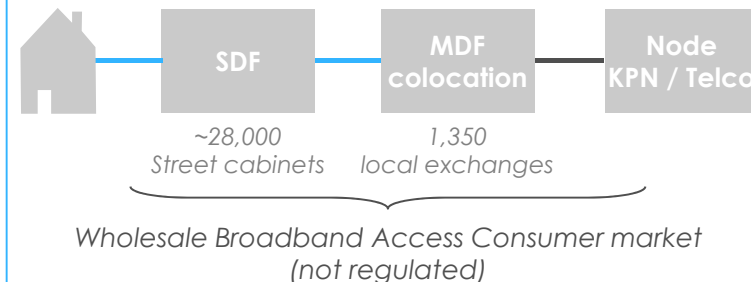 SDF
MDF
colocation
Node
KPN / Telco
~28,000
Street cabinets
1,350
local exchanges
Wholesale Broadband Access Consumer market
(not regulated)